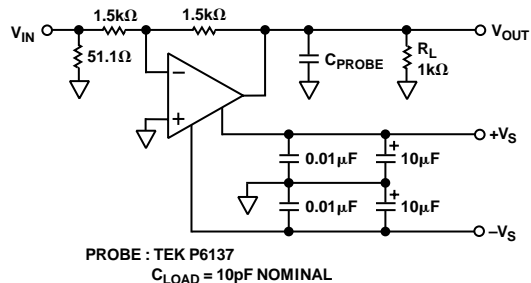 1.5kΩ 1.5kΩ
V_IN V_OUT
51.1Ω
−
+
C_PROBE
R_L
1kΩ
+V_S
0.01μF
+
10μF
0.01μF
+
10μF
−V_S
PROBE : TEK P6137
C_LOAD = 10pF NOMINAL